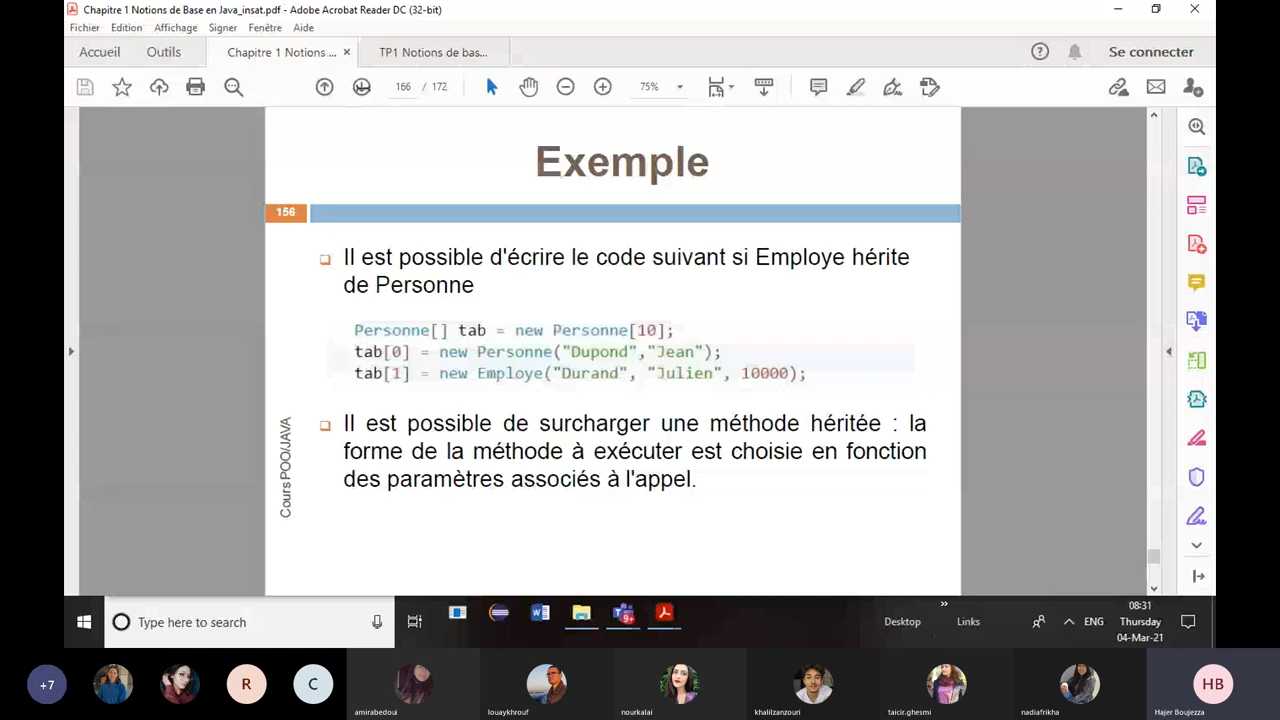 Chapitre 1 Notions de Base en Java_insat.pdf - Adobe Acrobat Reader DC (32-bit)
Fichier Edition Affichage Signer Fenêtre Aide
Accueil Outils Chapitre 1 Notions ... × TP1 Notions de bas... Se connecter
166 / 172 75%
Exemple
156
Il est possible d'écrire le code suivant si Employe hérite
de Personne
Personne[] tab = new Personne[10];
tab[0] = new Personne("Dupond","Jean");
tab[1] = new Employe("Durand", "Julien", 10000);
Il est possible de surcharger une méthode héritée : la
forme de la méthode à exécuter est choisie en fonction
des paramètres associés à l'appel.
Cours POO/JAVA
Type here to search
9+
Desktop
»
Links
ENG
08:31
Thursday
04-Mar-21
+7
R
C
HB
amirabedoui
louaykhrouf
nourkalai
khalilzanzouri
taicir.ghesmi
nadiafrikha
Hajer Boujezza